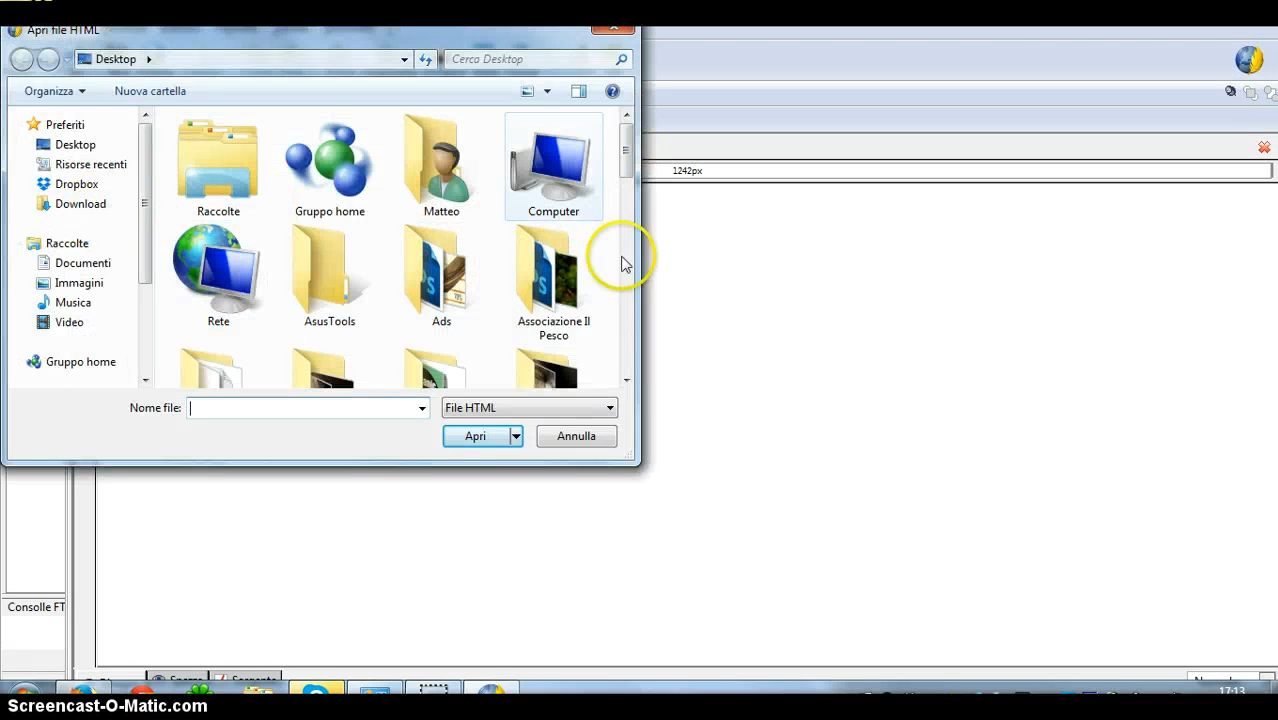 Apri file HTML
Desktop
Cerca Desktop
Organizza
Nuova cartella
1242px
Preferiti
Desktop
Risorse recenti
Dropbox
Download
Raccolte
Documenti
Immagini
Musica
Video
Gruppo home
Raccolte
Gruppo home
Matteo
Computer
Rete
AsusTools
Ads
Associazione Il
Pesco
Nome file:
File HTML
Apri
Annulla
Consolle FT
17:13
Screencast-O-Matic.com